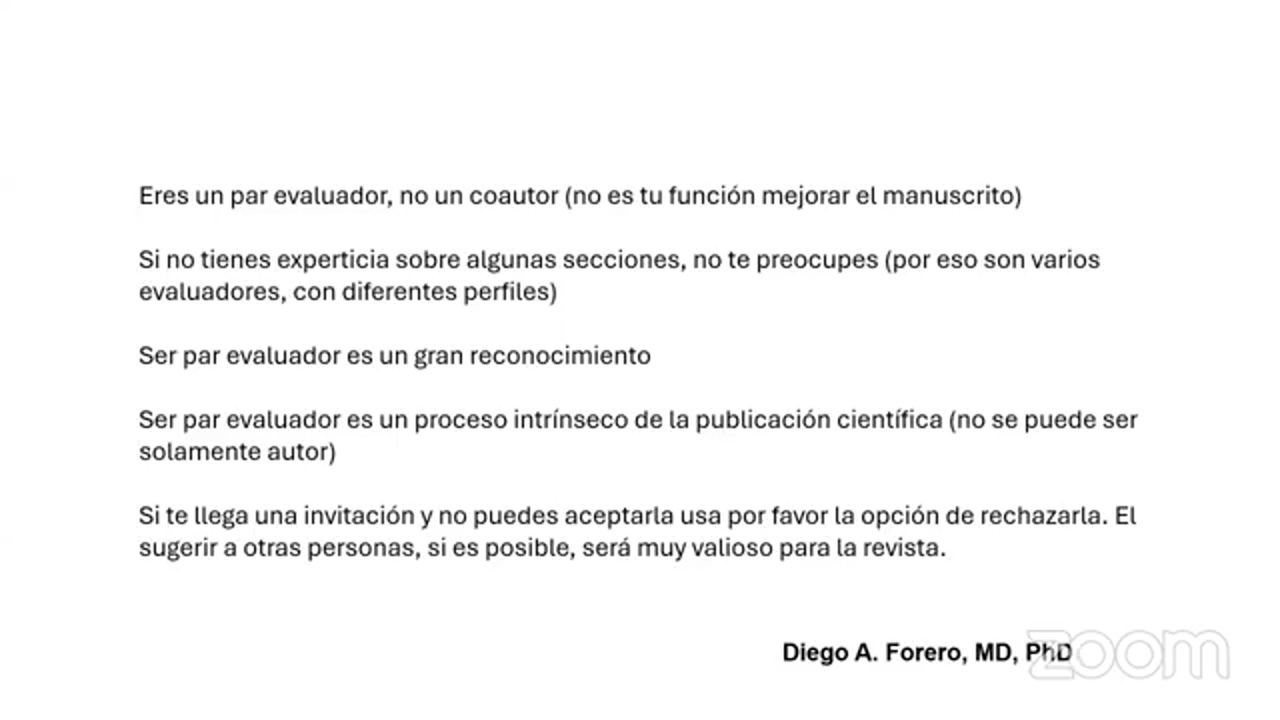 Eres un par evaluador, no un coautor (no es tu función mejorar el manuscrito)
Si no tienes experticia sobre algunas secciones, no te preocupes (por eso son varios
evaluadores, con diferentes perfiles)
Ser par evaluador es un gran reconocimiento
Ser par evaluador es un proceso intrínseco de la publicación científica (no se puede ser
solamente autor)
Si te llega una invitación y no puedes aceptarla usa por favor la opción de rechazarla. El
sugerir a otras personas, si es posible, será muy valioso para la revista.
Diego A. Forero, MD, PhD
zoom